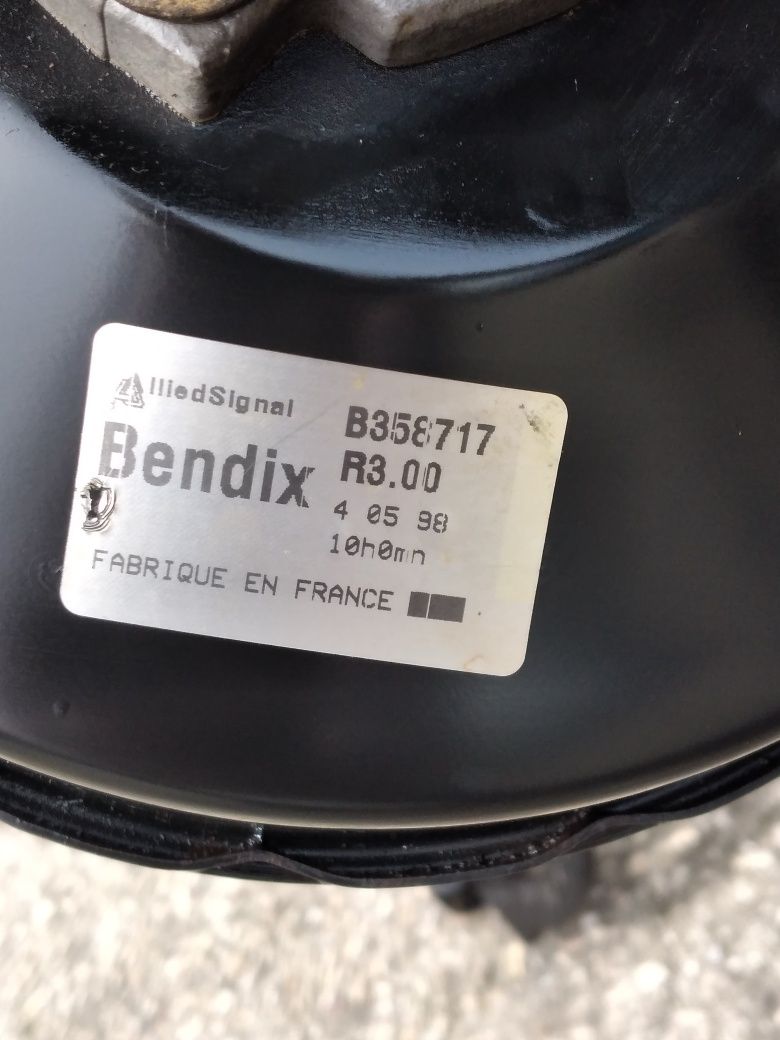 AlliedSignal
Bendix
B358717
R3.00
4 05 98
10h0mn
FABRIQUE EN FRANCE